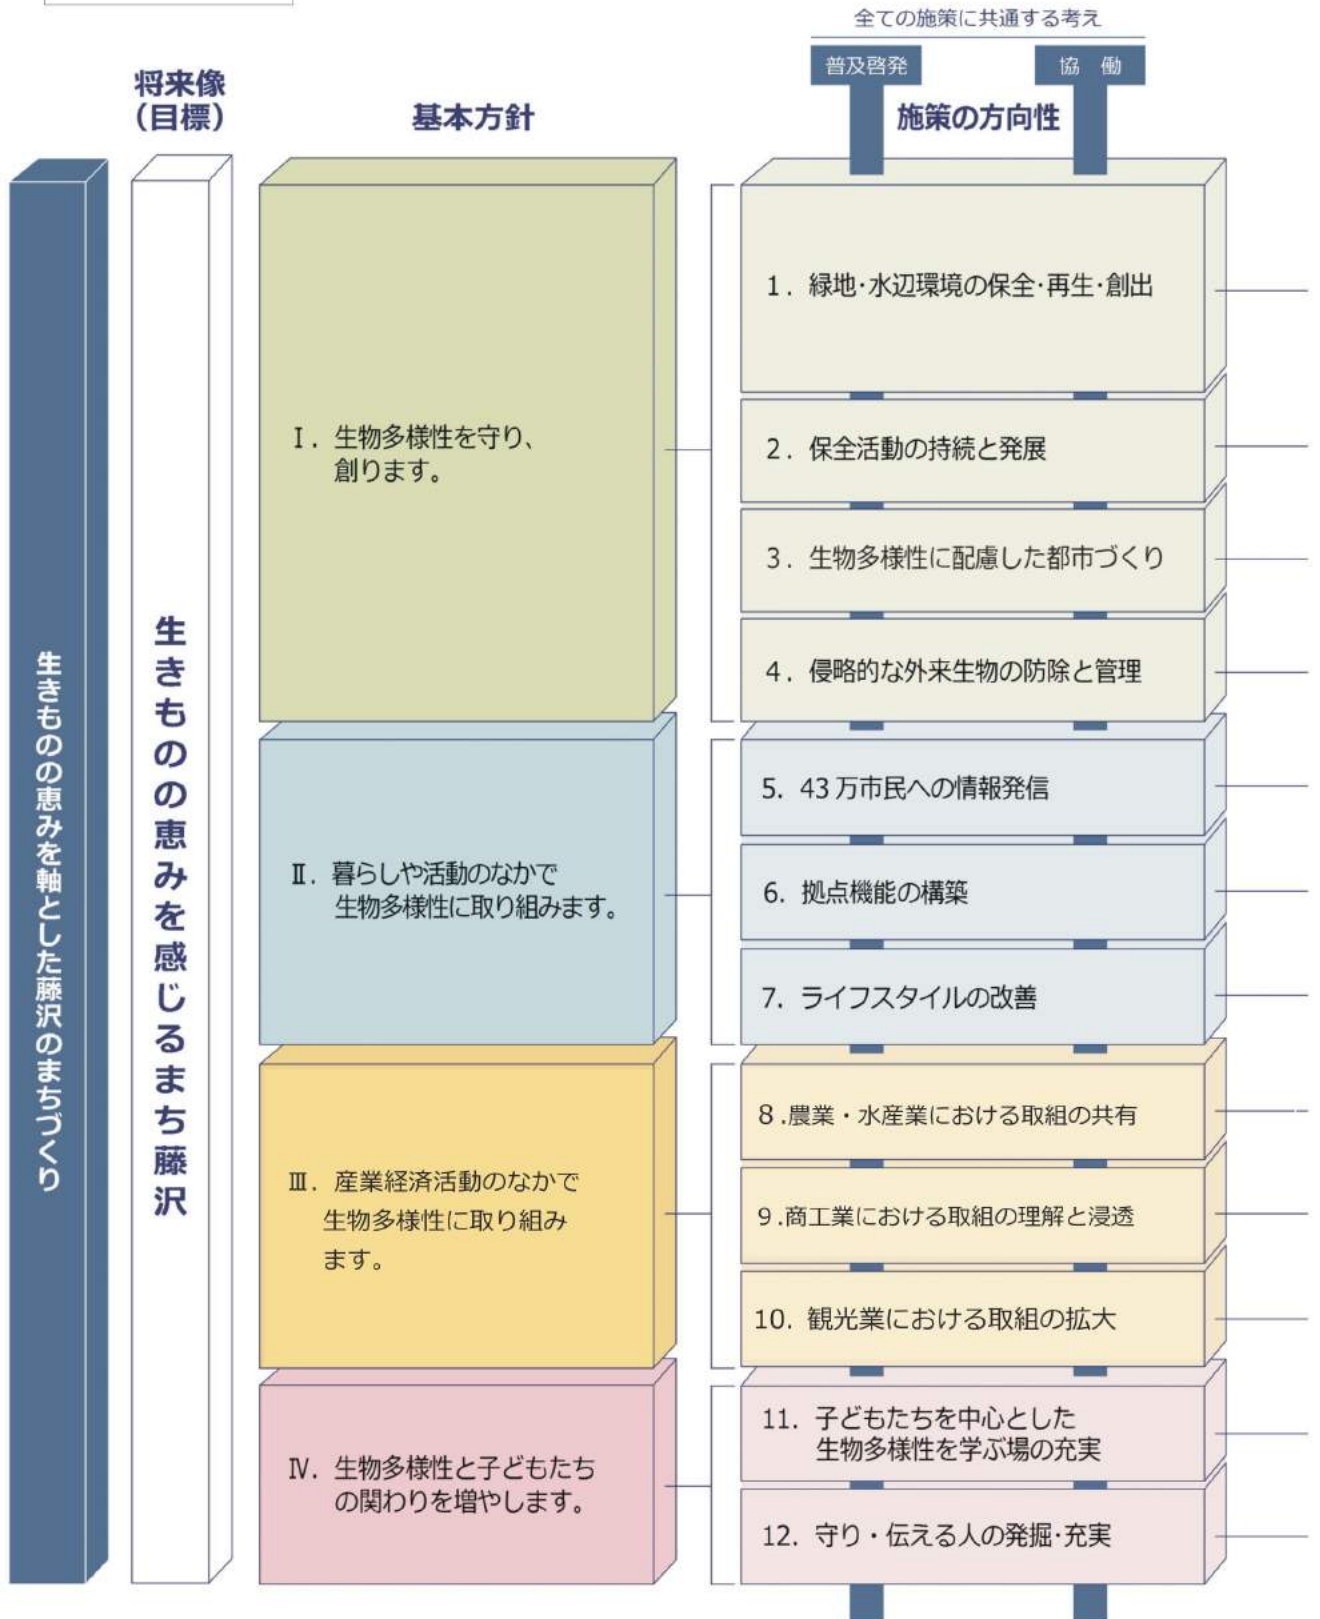 全ての施策に共通する考え
普及啓発
協 働
将来像
（目標）
基本方針
施策の方向性
生きものの恵みを軸とした藤沢のまちづくり
生きものの恵みを感じるまち藤沢
Ⅰ．生物多様性を守り、
創ります。
1．緑地・水辺環境の保全・再生・創出
2．保全活動の持続と発展
3．生物多様性に配慮した都市づくり
4．侵略的な外来生物の防除と管理
Ⅱ．暮らしや活動のなかで
生物多様性に取り組みます。
5．43万市民への情報発信
6．拠点機能の構築
7．ライフスタイルの改善
Ⅲ．産業経済活動のなかで
生物多様性に取り組み
ます。
8.農業・水産業における取組の共有
9.商工業における取組の理解と浸透
10．観光業における取組の拡大
Ⅳ．生物多様性と子どもたち
の関わりを増やします。
11．子どもたちを中心とした
生物多様性を学ぶ場の充実
12．守り・伝える人の発掘・充実